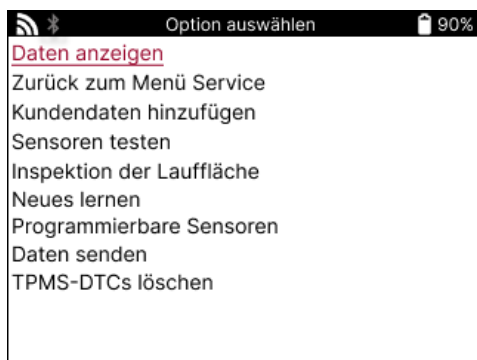 Option auswählen 90%
Daten anzeigen
Zurück zum Menü Service
Kundendaten hinzufügen
Sensoren testen
Inspektion der Lauffläche
Neues lernen
Programmierbare Sensoren
Daten senden
TPMS-DTCs löschen